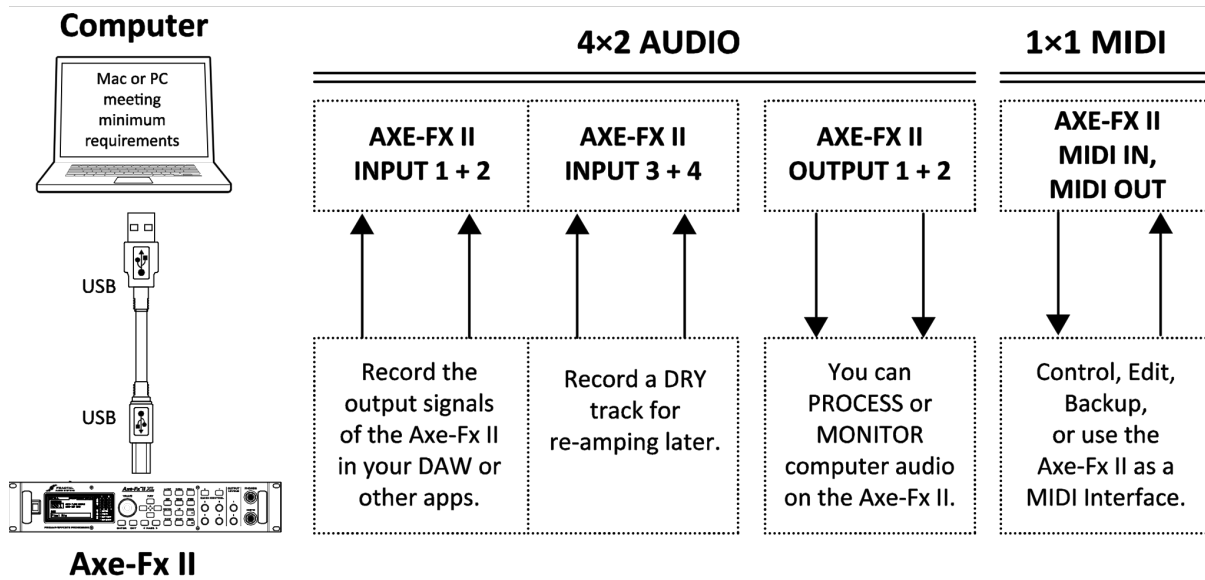 Computer
Mac or PC
meeting
minimum
requirements
USB
USB
Axe-Fx II
Axe-Fx II
4×2 AUDIO
AXE-FX II
INPUT 1 + 2
AXE-FX II
INPUT 3 + 4
AXE-FX II
OUTPUT 1 + 2
Record the
output signals
of the Axe-Fx II
in your DAW or
other apps.
Record a DRY
track for
re-amping later.
You can
PROCESS or
MONITOR
computer audio
on the Axe-Fx II.
1×1 MIDI
AXE-FX II
MIDI IN,
MIDI OUT
Control, Edit,
Backup,
or use the
Axe-Fx II as a
MIDI Interface.